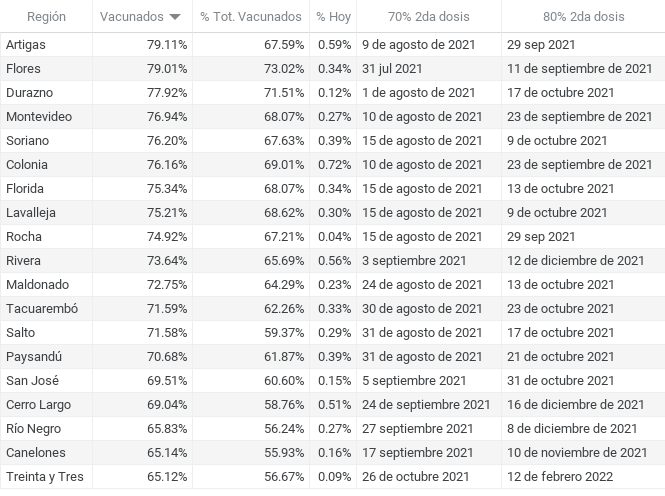 Región Vacunados % Tot. Vacunados % Hoy 70% 2da dosis 80% 2da dosis
Artigas 79.11% 67.59% 0.59% 9 de agosto de 2021 29 sep 2021
Flores 79.01% 73.02% 0.34% 31 jul 2021 11 de septiembre de 2021
Durazno 77.92% 71.51% 0.12% 1 de agosto de 2021 17 de octubre 2021
Montevideo 76.94% 68.07% 0.27% 10 de agosto de 2021 23 de septiembre de 2021
Soriano 76.20% 67.63% 0.39% 15 de agosto de 2021 9 de octubre 2021
Colonia 76.16% 69.01% 0.72% 10 de agosto de 2021 23 de septiembre de 2021
Florida 75.34% 68.07% 0.34% 15 de agosto de 2021 13 de octubre 2021
Lavalleja 75.21% 68.62% 0.30% 15 de agosto de 2021 9 de octubre 2021
Rocha 74.92% 67.21% 0.04% 15 de agosto de 2021 29 sep 2021
Rivera 73.64% 65.69% 0.56% 3 septiembre 2021 12 de diciembre de 2021
Maldonado 72.75% 64.29% 0.23% 24 de agosto de 2021 13 de octubre 2021
Tacuarembó 71.59% 62.26% 0.33% 30 de agosto de 2021 23 de octubre 2021
Salto 71.58% 59.37% 0.29% 31 de agosto de 2021 17 de octubre 2021
Paysandú 70.68% 61.87% 0.39% 31 de agosto de 2021 21 de octubre 2021
San José 69.51% 60.60% 0.15% 5 septiembre 2021 31 de octubre 2021
Cerro Largo 69.04% 58.76% 0.51% 24 de septiembre 2021 16 de diciembre de 2021
Río Negro 65.83% 56.24% 0.27% 27 septiembre 2021 8 de diciembre de 2021
Canelones 65.14% 55.93% 0.16% 17 septiembre 2021 10 de noviembre de 2021
Treinta y Tres 65.12% 56.67% 0.09% 26 de octubre 2021 12 de febrero 2022